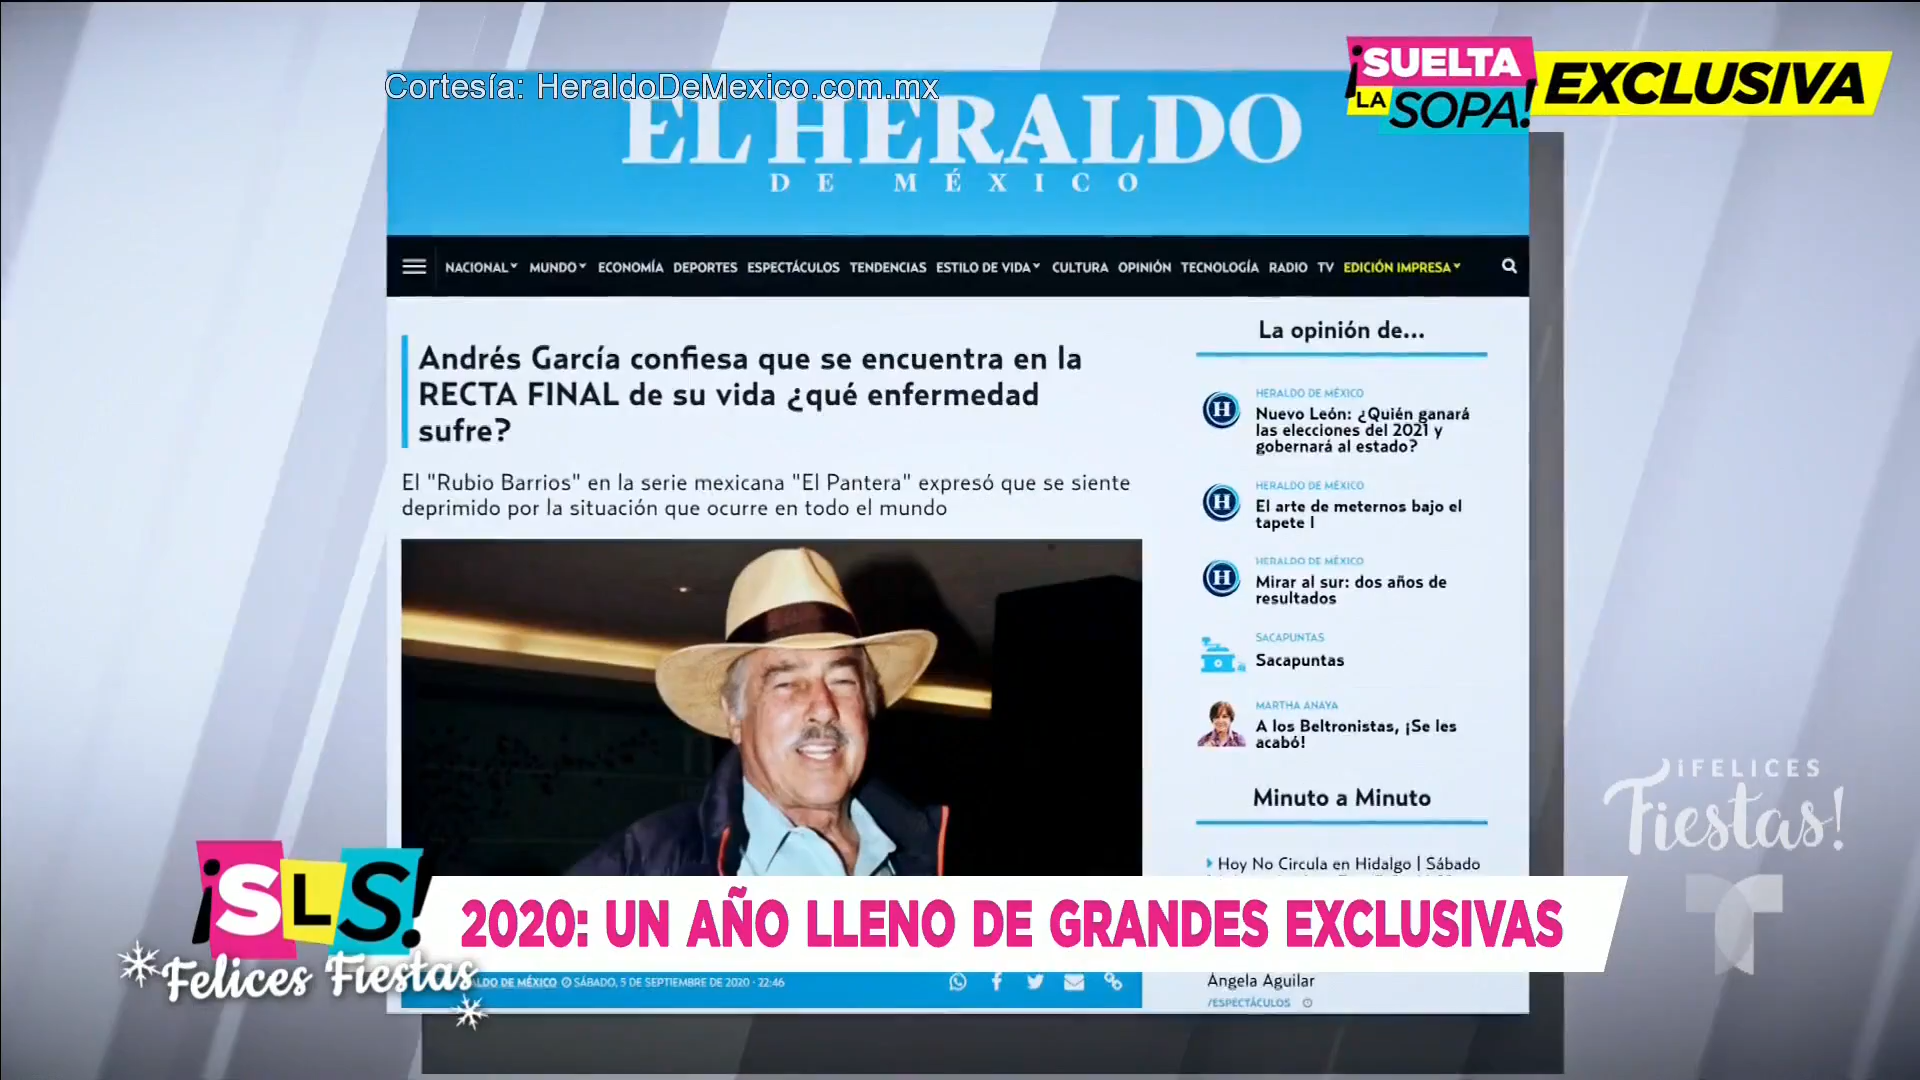 Cortesía: HeraldoDeMexico.com.mx
¡SUELTA
LA SOPA!
EXCLUSIVA
EL HERALDO
DE MÉXICO
NACIONAL MUNDO ECONOMÍA DEPORTES ESPECTÁCULOS TENDENCIAS ESTILO DE VIDA CULTURA OPINIÓN TECNOLOGÍA RADIO TV EDICIÓN IMPRESA
Andrés García confiesa que se encuentra en la
RECTA FINAL de su vida ¿qué enfermedad
sufre?
El "Rubio Barrios" en la serie mexicana "El Pantera" expresó que se siente
deprimido por la situación que ocurre en todo el mundo
La opinión de...
H
HERALDO DE MÉXICO
Nuevo León: ¿Quién ganará
las elecciones del 2021 y
gobernará al estado?
H
HERALDO DE MÉXICO
El arte de meternos bajo el
tapete I
H
HERALDO DE MÉXICO
Mirar al sur: dos años de
resultados
SACAPUNTAS
Sacapuntas
MARTHA ANAYA
A los Beltronistas, ¡Se les
acabó!
Minuto a Minuto
Hoy No Circula en Hidalgo | Sábado
¡FELICES
Fiestas!
T
¡SLS!
Felices Fiestas
2020: UN AÑO LLENO DE GRANDES EXCLUSIVAS
ALDO DE MÉXICO SÁBADO, 5 DE SEPTIEMBRE DE 2020 · 22:46
Ángela Aguilar
/ESPECTÁCULOS